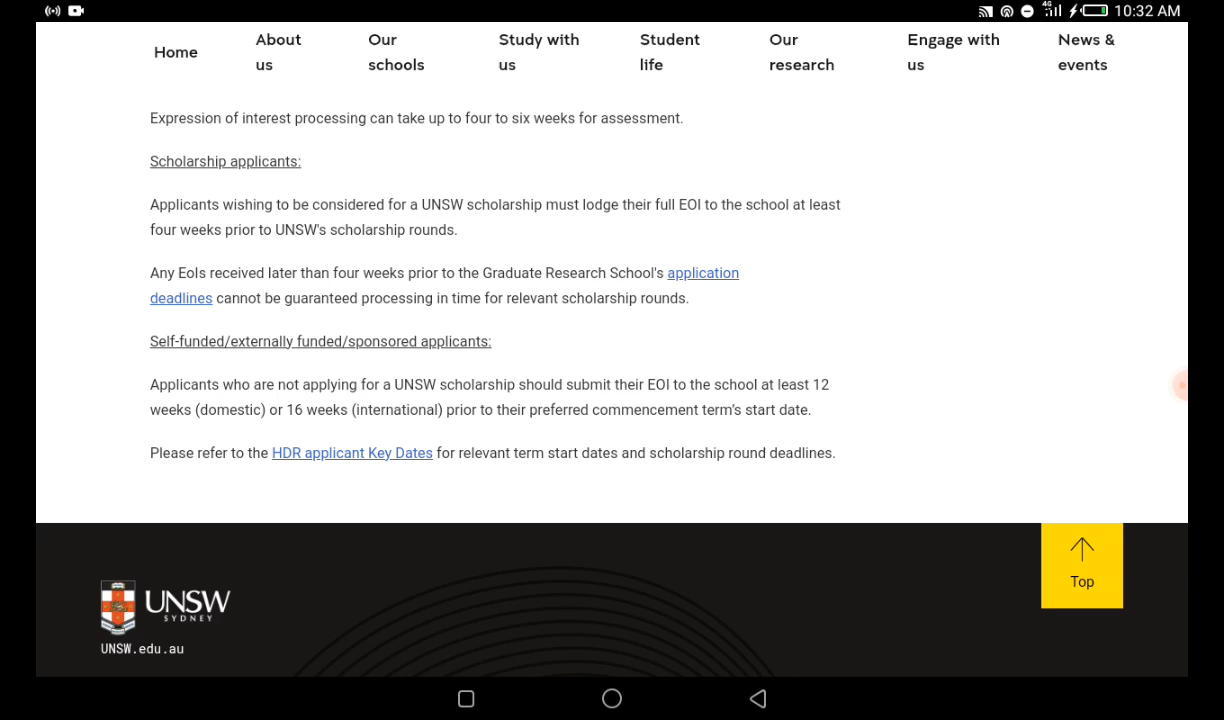 4G 10:32 AM
Home
About us
Our schools
Study with us
Student life
Our research
Engage with us
News & events
Expression of interest processing can take up to four to six weeks for assessment.
Scholarship applicants:
Applicants wishing to be considered for a UNSW scholarship must lodge their full EOI to the school at least
four weeks prior to UNSW's scholarship rounds.
Any EoIs received later than four weeks prior to the Graduate Research School's application
deadlines cannot be guaranteed processing in time for relevant scholarship rounds.
Self-funded/externally funded/sponsored applicants:
Applicants who are not applying for a UNSW scholarship should submit their EOI to the school at least 12
weeks (domestic) or 16 weeks (international) prior to their preferred commencement term's start date.
Please refer to the HDR applicant Key Dates for relevant term start dates and scholarship round deadlines.
Top
UNSW
SYDNEY
UNSW.edu.au